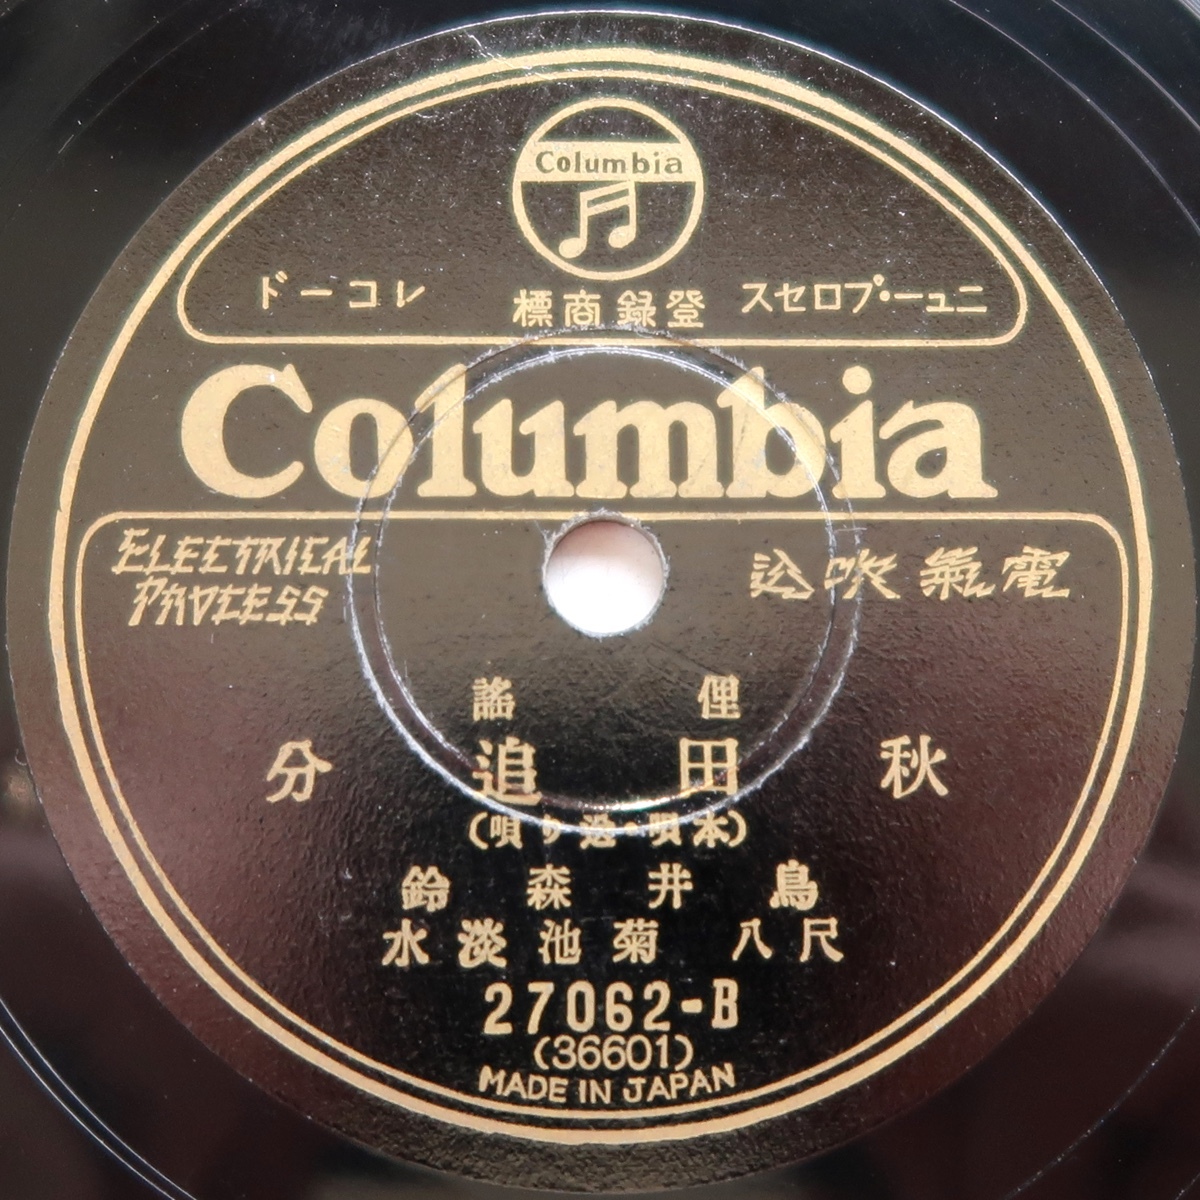 Columbia
ニュー・プロセス 登録商標 レコード
Columbia
ELECTRICAL
PROCESS
電氣吹込
俚謠
秋田追分
(本唄・送り唄)
鳥井森鈴
尺八 菊池淡水
27062-B
(36601)
MADE IN JAPAN